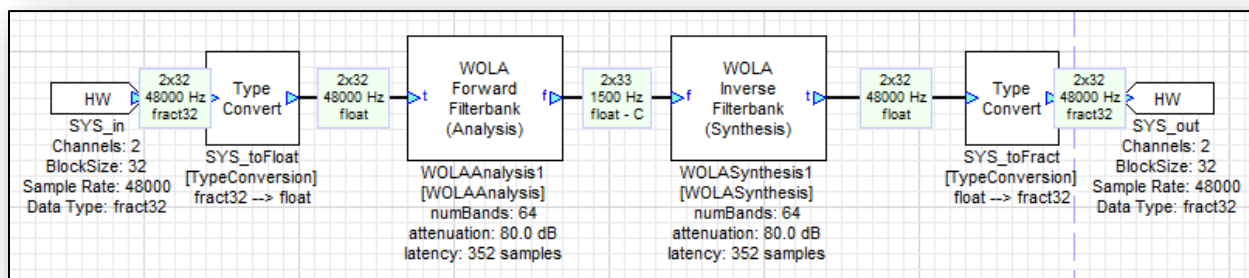 HW
SYS_in
Channels: 2
BlockSize: 32
Sample Rate: 48000
Data Type: fract32
2x32
48000 Hz
fract32
Type
Convert
SYS_toFloat
[TypeConversion]
fract32 --> float
2x32
48000 Hz
float
t
WOLA
Forward
Filterbank
(Analysis)
f
WOLAAnalysis1
[WOLAAnalysis]
numBands: 64
attenuation: 80.0 dB
latency: 352 samples
2x33
1500 Hz
float - C
f
WOLA
Inverse
Filterbank
(Synthesis)
t
WOLASynthesis1
[WOLASynthesis]
numBands: 64
attenuation: 80.0 dB
latency: 352 samples
2x32
48000 Hz
float
Type
Convert
SYS_toFract
[TypeConversion]
float --> fract32
2x32
48000 Hz
fract32
HW
SYS_out
Channels: 2
BlockSize: 32
Sample Rate: 48000
Data Type: fract32